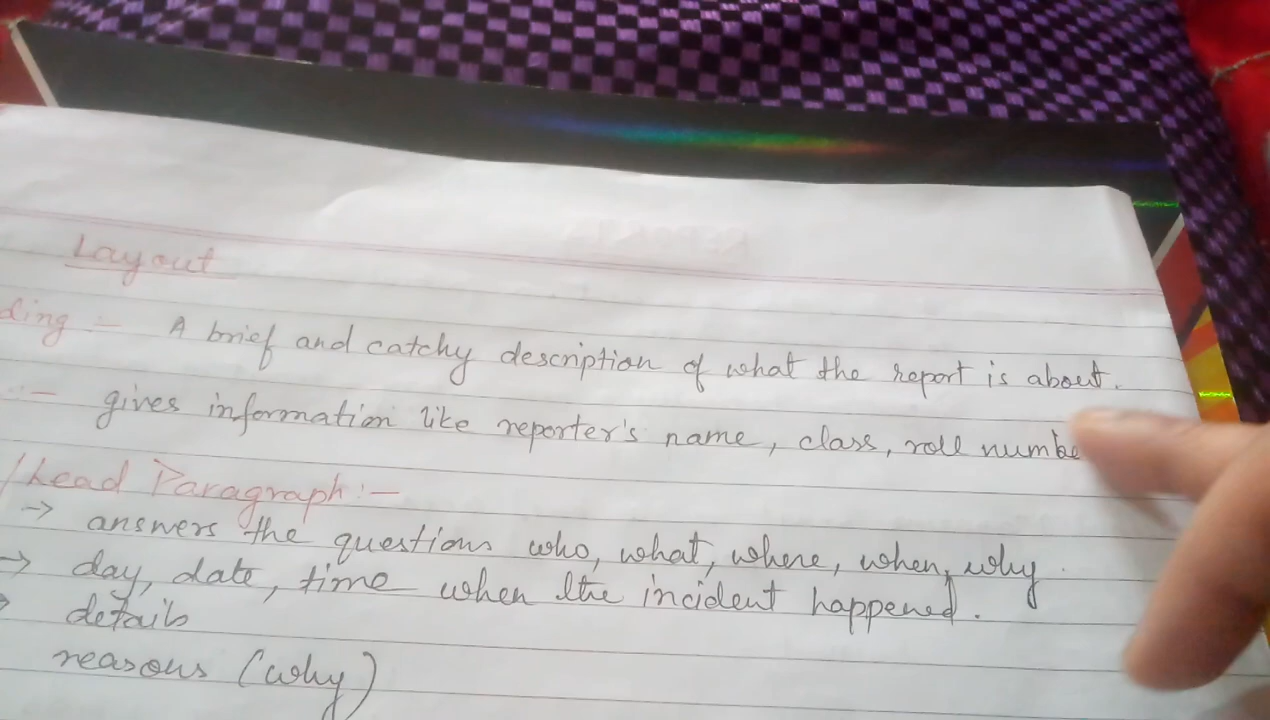 Layout
ding :- A brief and catchy description of what the report is about.
:- gives information like reporter's name, class, roll numbe
/Lead Paragraph :-
→ answers the questions who, what, where, when, why.
→ day, date, time when the incident happened.
→ details
reasons (why)